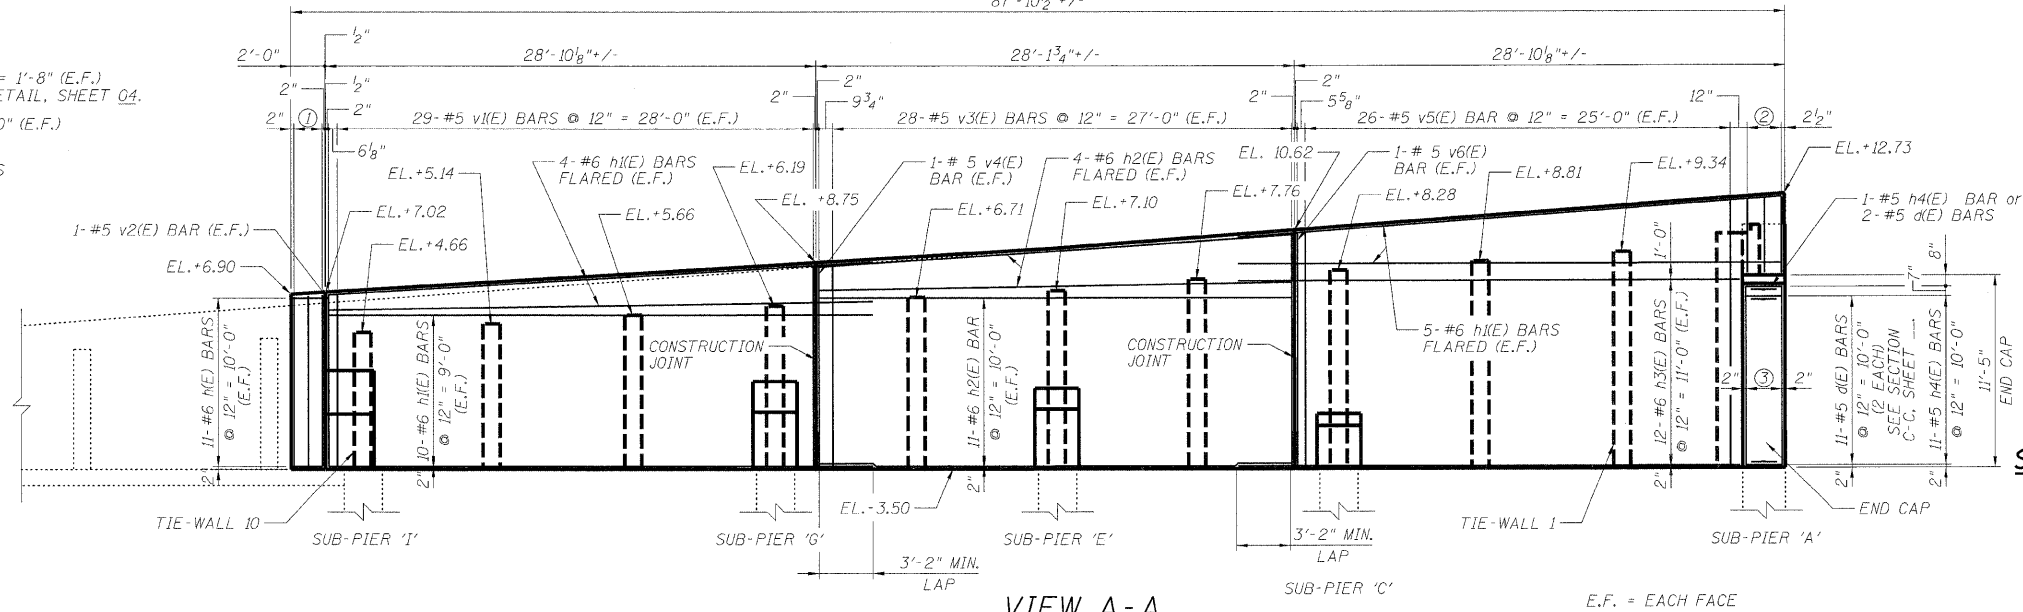 87'-10½"+/-
½"
2'-0"
28'-10⅛"+/-
28'-1¾"+/-
28'-10⅛"+/-
= 1'-8" (E.F.)
ETAIL, SHEET 04.
0" (E.F.)
S
2"
½"
2"
2"
①
6⅛"
29-#5 v1(E) BARS @ 12" = 28'-0" (E.F.)
2"
2"
9¾"
28-#5 v3(E) BARS @ 12" = 27'-0" (E.F.)
2"
2"
5⅝"
26-#5 v5(E) BAR @ 12" = 25'-0" (E.F.)
12"
②
2½"
EL.+5.14
4-#6 h1(E) BARS
FLARED (E.F.)
EL.+6.19
1-# 5 v4(E)
BAR (E.F.)
4-#6 h2(E) BARS
FLARED (E.F.)
EL. 10.62
1-# 5 v6(E)
BAR (E.F.)
EL.+9.34
EL.+12.73
EL.+8.81
EL.+7.02
EL.+5.66
EL. +8.75
EL.+6.71
EL.+7.10
EL.+7.76
EL.+8.28
1-#5 h4(E) BAR or
2-#5 d(E) BARS
1-#5 v2(E) BAR (E.F.)
EL.+4.66
EL.+6.90
1'-0"
8"
7"
11-#6 h(E) BARS
@ 12" = 10'-0"
(E.F.)
2"
10-#6 h1(E) BARS
@ 12" = 9'-0"
(E.F.)
2"
CONSTRUCTION
JOINT
11-#6 h2(E) BAR
@ 12" = 10'-0"
(E.F.)
2"
CONSTRUCTION
JOINT
5-#6 h1(E) BARS
FLARED (E.F.)
12-#6 h3(E) BARS
@ 12" = 11'-0" (E.F.)
2"
2"
③
2"
11-#5 d(E) BARS
@ 12" = 10'-0"
(2 EACH)
SEE SECTION
C-C, SHEET
2"
11-#5 h4(E) BARS
@ 12" = 10'-0"
2"
11'-5"
END CAP
TIE-WALL 10
SUB-PIER 'I'
SUB-PIER 'G'
EL.-3.50
SUB-PIER 'E'
TIE-WALL 1
END CAP
SUB-PIER 'A'
3'-2" MIN.
LAP
3'-2" MIN.
LAP
SUB-PIER 'C'
VIEW A-A
E.F. = EACH FACE